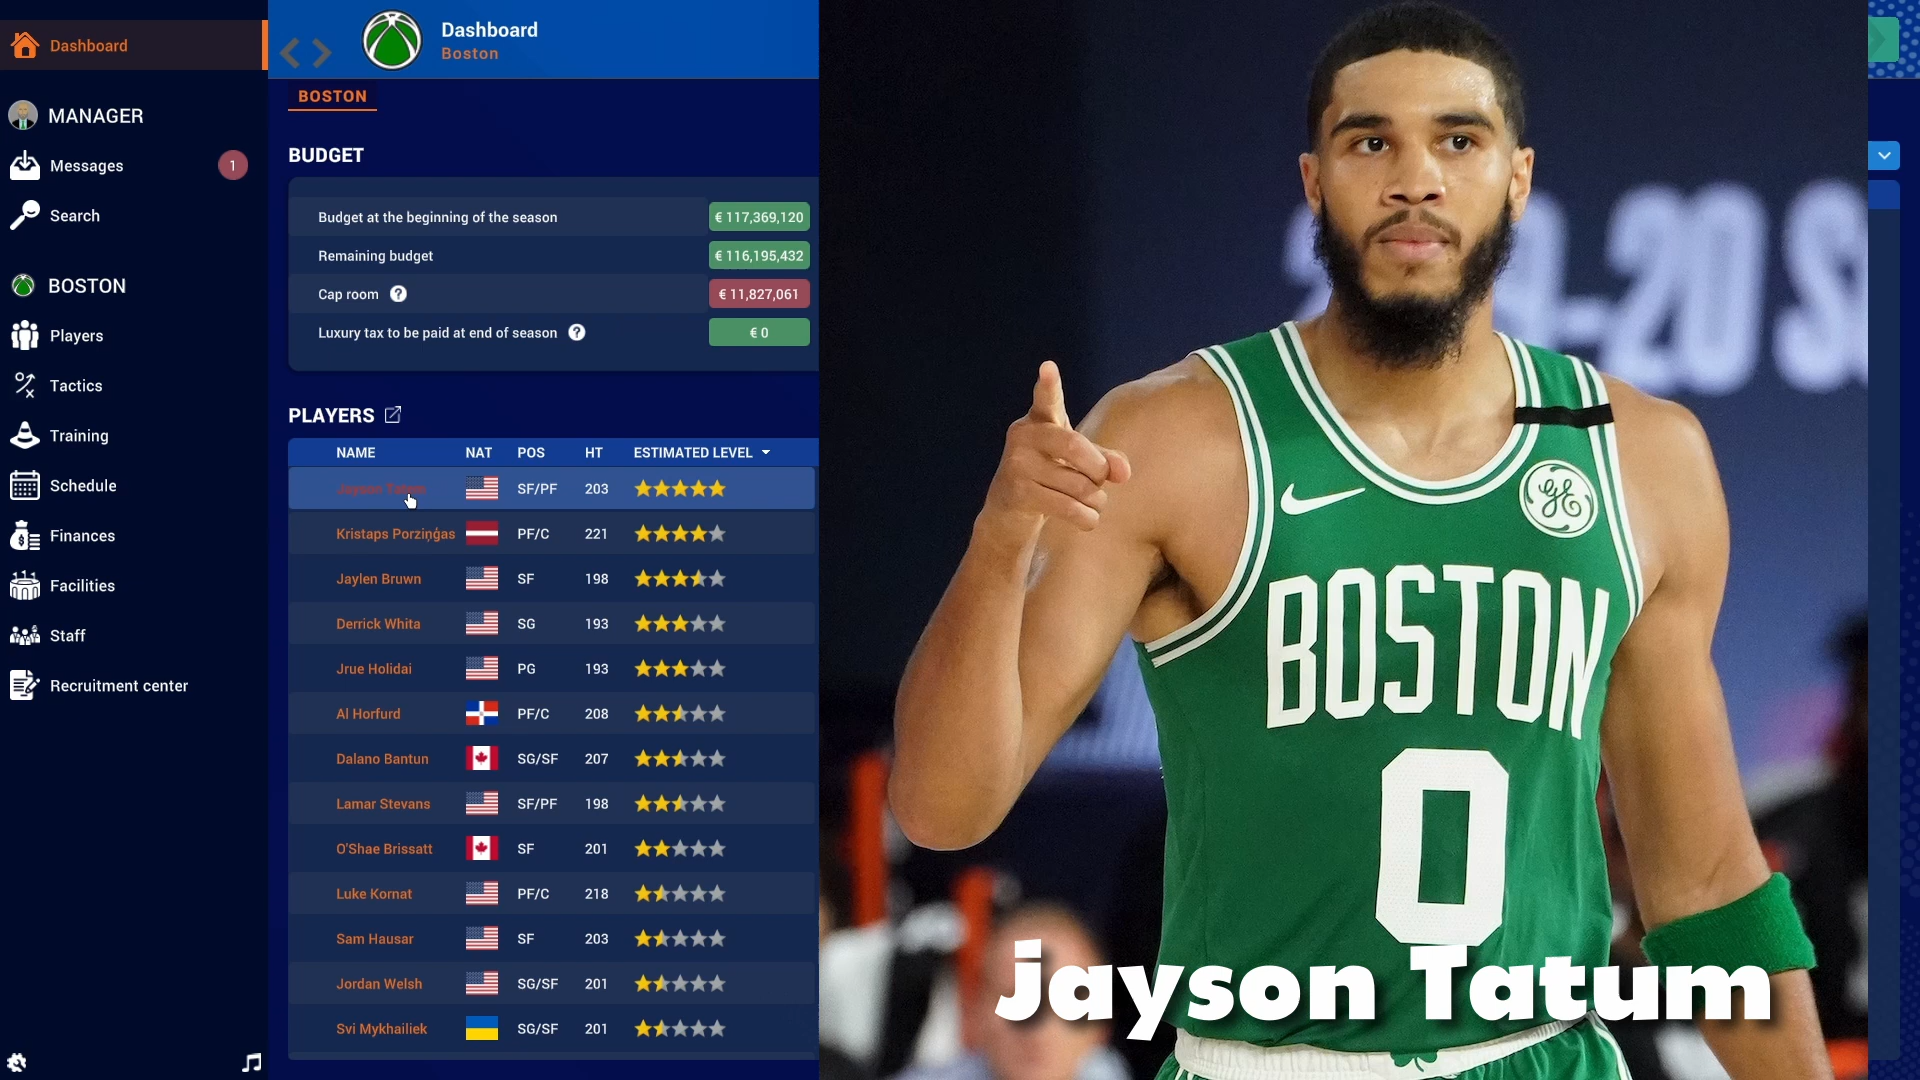 Dashboard
MANAGER
Messages
1
Search
BOSTON
Players
Tactics
Training
Schedule
Finances
Facilities
Staff
Recruitment center
Dashboard
Boston
BOSTON
BUDGET
Budget at the beginning of the season € 117,369,120
Remaining budget € 116,195,432
Cap room ? € 11,827,061
Luxury tax to be paid at end of season ? € 0
PLAYERS
NAME NAT POS HT ESTIMATED LEVEL
SF/PF 203
Kristaps Porziņģas PF/C 221
Jaylen Bruwn SF 198
Derrick Whita SG 193
Jrue Holidai PG 193
Al Horfurd PF/C 208
Dalano Bantun SG/SF 207
Lamar Stevans SF/PF 198
O'Shae Brissatt SF 201
Luke Kornat PF/C 218
Sam Hausar SF 203
Jordan Welsh SG/SF 201
Svi Mykhailiek SG/SF 201
GE
BOSTON
0
jayson Tatum